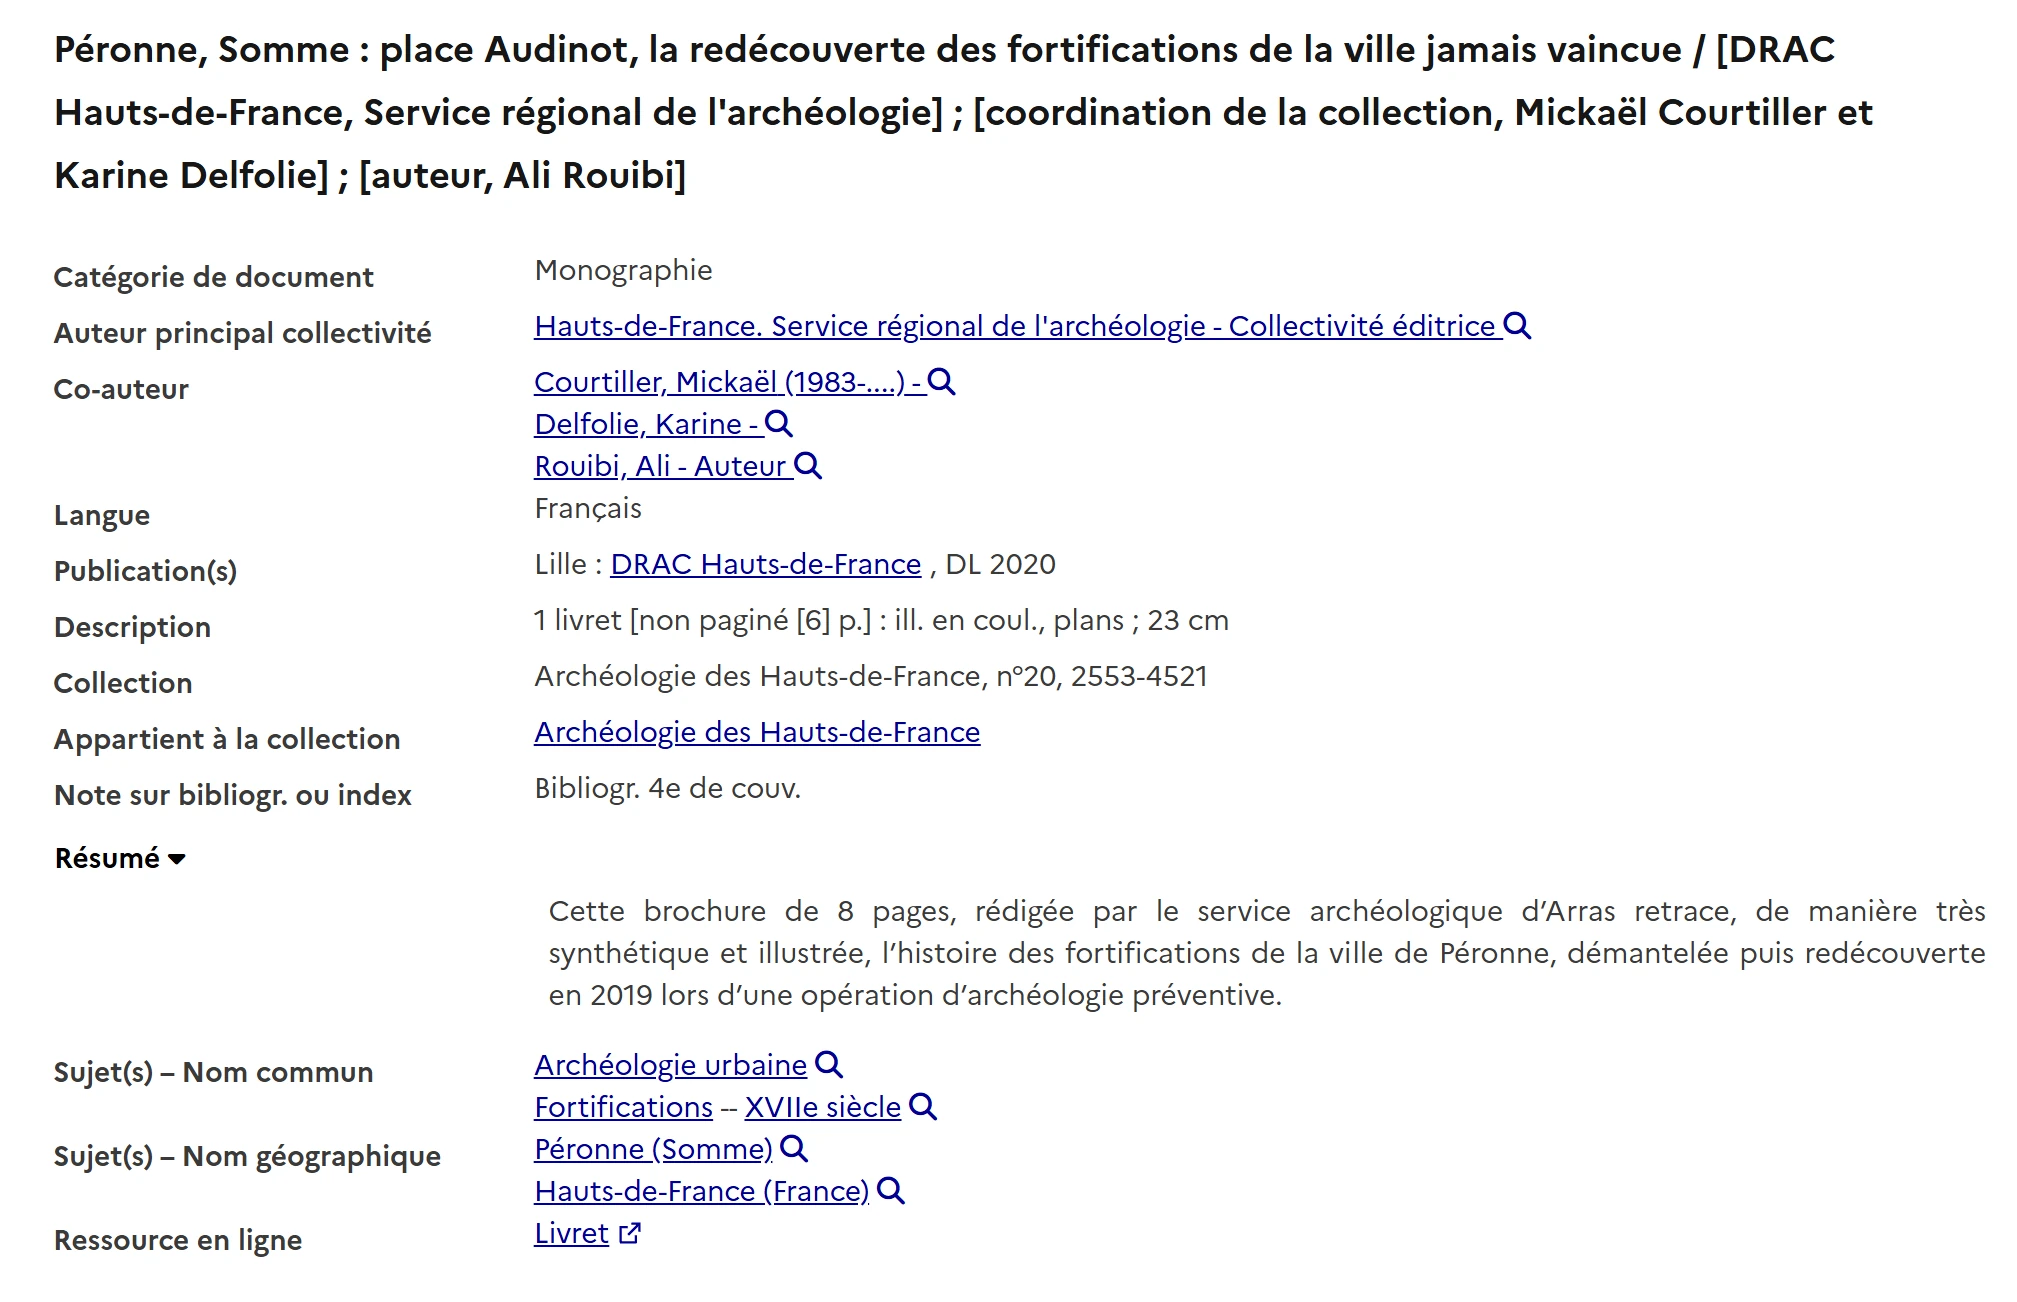 Péronne, Somme : place Audinot, la redécouverte des fortifications de la ville jamais vaincue / [DRAC
Hauts-de-France, Service régional de l'archéologie] ; [coordination de la collection, Mickaël Courtiller et
Karine Delfolie] ; [auteur, Ali Rouibi]
Catégorie de document Monographie
Auteur principal collectivité Hauts-de-France. Service régional de l'archéologie - Collectivité éditrice
Co-auteur Courtiller, Mickaël (1983-....) -
Delfolie, Karine -
Rouibi, Ali - Auteur
Langue Français
Publication(s) Lille : DRAC Hauts-de-France , DL 2020
Description 1 livret [non paginé [6] p.] : ill. en coul., plans ; 23 cm
Collection Archéologie des Hauts-de-France, n°20, 2553-4521
Appartient à la collection Archéologie des Hauts-de-France
Note sur bibliogr. ou index Bibliogr. 4e de couv.
Résumé
Cette brochure de 8 pages, rédigée par le service archéologique d’Arras retrace, de manière très
synthétique et illustrée, l’histoire des fortifications de la ville de Péronne, démantelée puis redécouverte
en 2019 lors d’une opération d’archéologie préventive.
Sujet(s) – Nom commun Archéologie urbaine
Fortifications -- XVIIe siècle
Sujet(s) – Nom géographique Péronne (Somme)
Hauts-de-France (France)
Ressource en ligne Livret